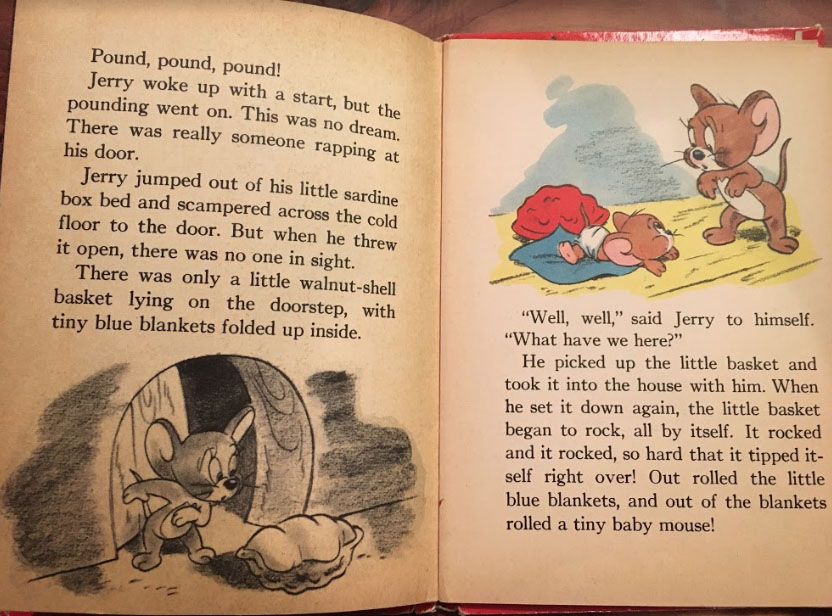 Pound, pound, pound!
Jerry woke up with a start, but the
pounding went on. This was no dream.
There was really someone rapping at
his door.
Jerry jumped out of his little sardine
box bed and scampered across the cold
floor to the door. But when he threw
it open, there was no one in sight.
There was only a little walnut-shell
basket lying on the doorstep, with
tiny blue blankets folded up inside.
“Well, well,” said Jerry to himself.
“What have we here?”
He picked up the little basket and
took it into the house with him. When
he set it down again, the little basket
began to rock, all by itself. It rocked
and it rocked, so hard that it tipped it-
self right over! Out rolled the little
blue blankets, and out of the blankets
rolled a tiny baby mouse!